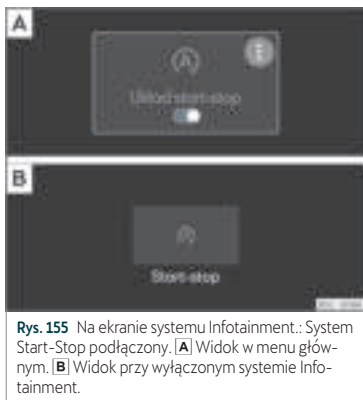 A
A
Układ start-stop
B
A
Start-stop
Rys. 155 Na ekranie systemu Infotainment.: System
Start-Stop podłączony. A Widok w menu głów-
nym. B Widok przy wyłączonym systemie Info-
tainment.